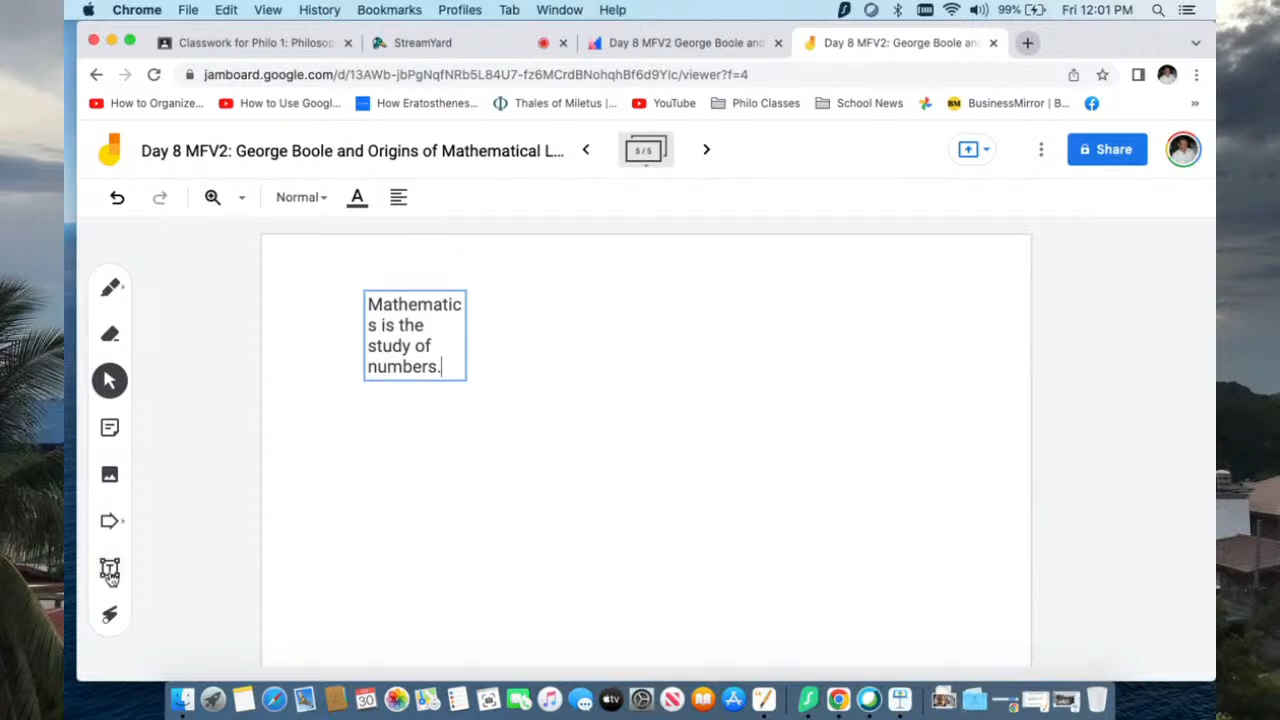 Chrome File Edit View History Bookmarks Profiles Tab Window Help 99% Fri 12:01 PM
Classwork for Philo 1: Philosop StreamYard Day 8 MFV2 George Boole and Day 8 MFV2: George Boole and
jamboard.google.com/d/13AWb-jbPgNqfNRb5L84U7-fz6MCrdBNohqhBf6d9YIc/viewer?f=4
How to Organize... How to Use Googl... How Eratosthenes... Thales of Miletus |... YouTube Philo Classes School News BM BusinessMirror | B... »
Day 8 MFV2: George Boole and Origins of Mathematical L... 5 / 5 Share
Normal A
Mathematic
s is the
study of
numbers.
T
30 tv